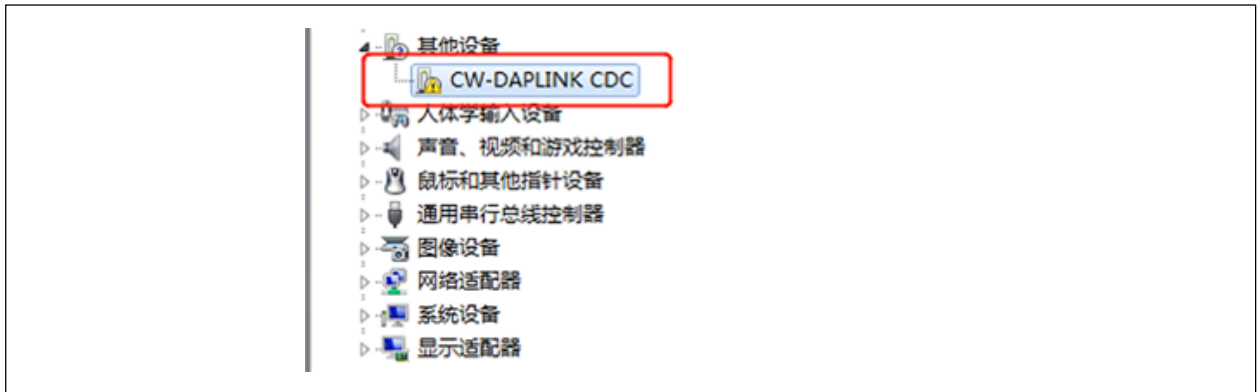 其他设备
CW-DAPLINK CDC
人体学输入设备
声音、视频和游戏控制器
鼠标和其他指针设备
通用串行总线控制器
图像设备
网络适配器
系统设备
显示适配器